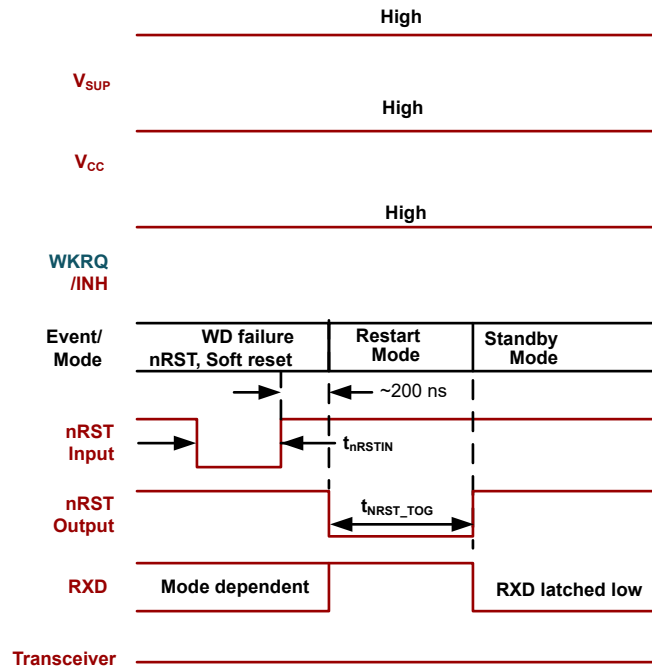 High
VSUP
High
VCC
High
WKRQ
/INH
Event/
Mode
WD failure
nRST, Soft reset
Restart
Mode
Standby
Mode
~200 ns
nRST
Input
tnRSTIN
nRST
Output
tNRST_TOG
RXD
Mode dependent
RXD latched low
Transceiver